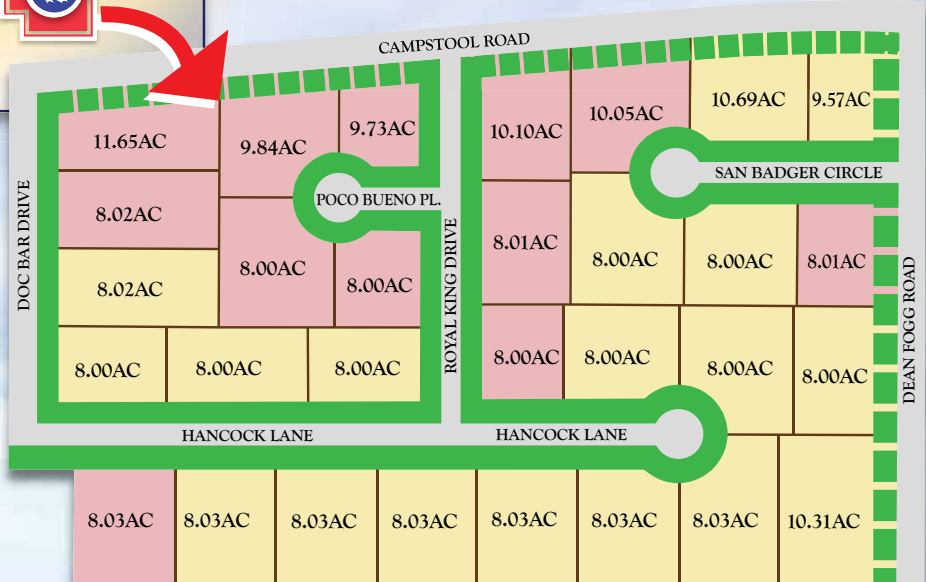 CAMPSTOOL ROAD
11.65AC
9.84AC
9.73AC
10.10AC
10.05AC
10.69AC
9.57AC
POCO BUENO PL.
SAN BADGER CIRCLE
8.02AC
8.00AC
8.00AC
8.01AC
8.00AC
8.00AC
8.01AC
DOC BAR DRIVE
8.02AC
ROYAL KING DRIVE
DEAN FOGG ROAD
8.00AC
8.00AC
8.00AC
8.00AC
8.00AC
8.00AC
8.00AC
HANCOCK LANE
HANCOCK LANE
8.03AC
8.03AC
8.03AC
8.03AC
8.03AC
8.03AC
8.03AC
10.31AC